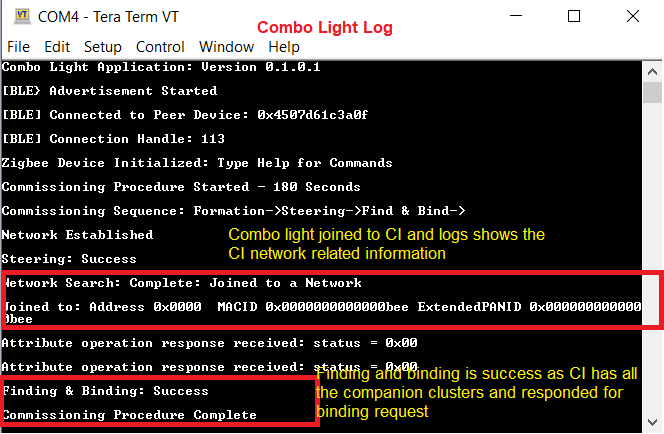 COM4 - Tera Term VT
Combo Light Log
File Edit Setup Control Window Help
Combo Light Application: Version 0.1.0.1
[BLE> Advertisement Started
[BLE] Connected to Peer Device: 0x4507d61c3a0f
[BLE] Connection Handle: 113
Zigbee Device Initialized: Type Help for Commands
Commissioning Procedure Started - 180 Seconds
Commissioning Sequence: Formation->Steering->Find & Bind->
Network Established
Steering: Success
Combo light joined to CI and logs shows the
CI network related information
Network Search: Complete: Joined to a Network
Joined to: Address 0x0000 MACID 0x0000000000000bee ExtendedPANID 0x000000000000
0bee
Attribute operation response received: status = 0x00
Attribute operation response received: status = 0x00
Finding & Binding: Success
Commissioning Procedure Complete
Finding and binding is success as CI has all
the companion clusters and responded for
binding request